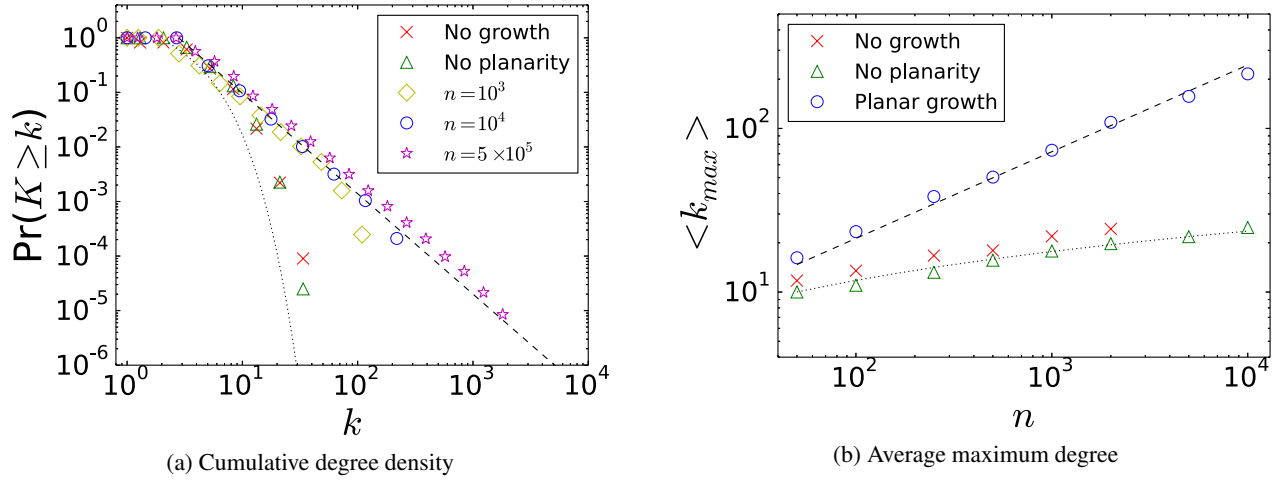 Pr(K ≥ k)
10^0
10^-1
10^-2
10^-3
10^-4
10^-5
10^-6
No growth
No planarity
n = 10^3
n = 10^4
n = 5 × 10^5
10^0 10^1 10^2 10^3 10^4
k
(a) Cumulative degree density
<k_max>
10^2
10^1
No growth
No planarity
Planar growth
10^2 10^3 10^4
n
(b) Average maximum degree